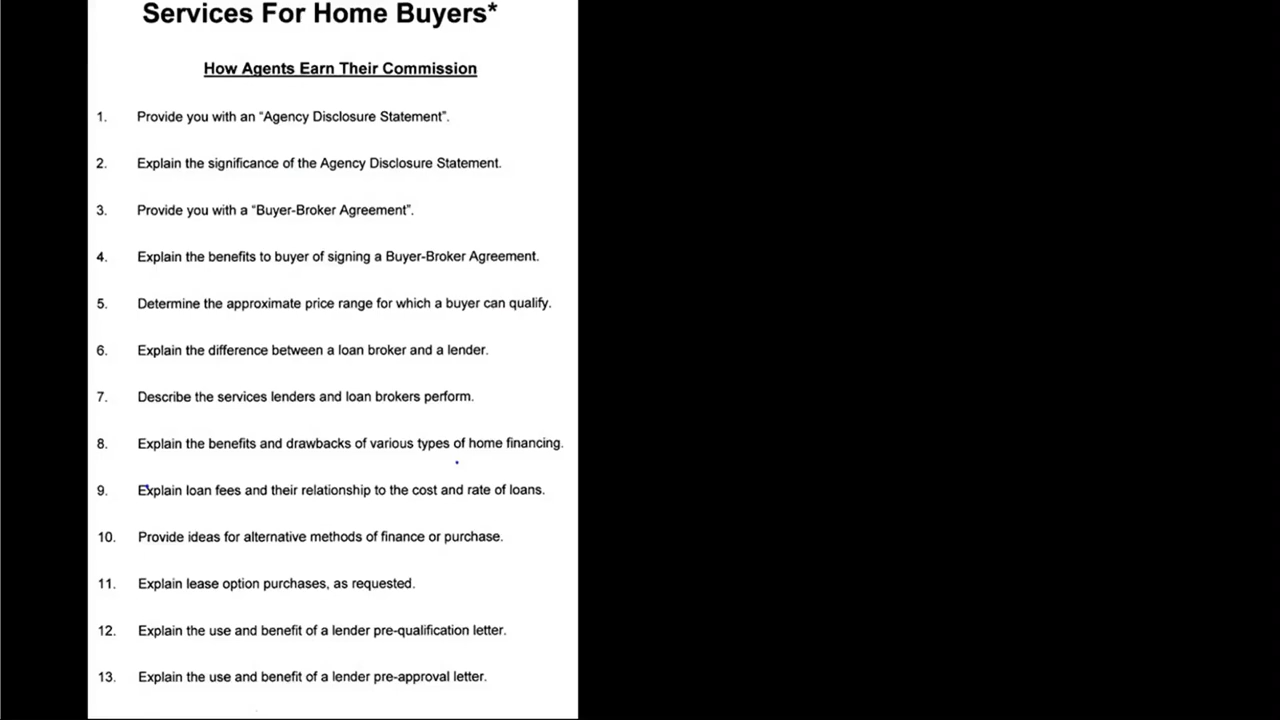 Services For Home Buyers*
How Agents Earn Their Commission
1. Provide you with an “Agency Disclosure Statement”.
2. Explain the significance of the Agency Disclosure Statement.
3. Provide you with a “Buyer-Broker Agreement”.
4. Explain the benefits to buyer of signing a Buyer-Broker Agreement.
5. Determine the approximate price range for which a buyer can qualify.
6. Explain the difference between a loan broker and a lender.
7. Describe the services lenders and loan brokers perform.
8. Explain the benefits and drawbacks of various types of home financing.
9. Explain loan fees and their relationship to the cost and rate of loans.
10. Provide ideas for alternative methods of finance or purchase.
11. Explain lease option purchases, as requested.
12. Explain the use and benefit of a lender pre-qualification letter.
13. Explain the use and benefit of a lender pre-approval letter.